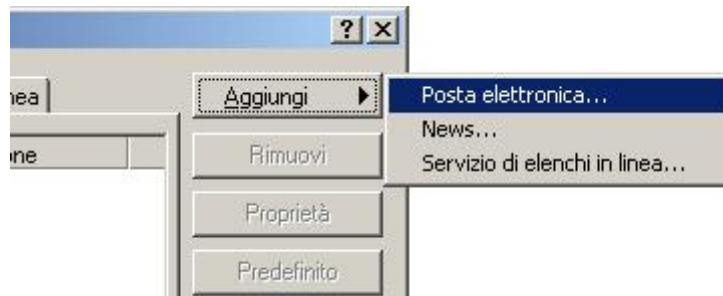 nea
Aggiungi
Posta elettronica...
News...
Servizio di elenchi in linea...
one
Rimuovi
Proprietà
Predefinito